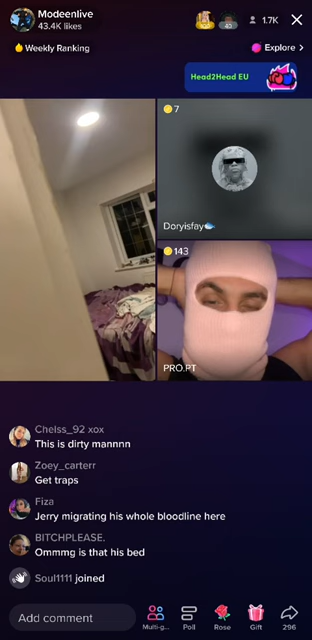 Modeenlive
43.4K likes
1.7K
Weekly Ranking
Explore >
Head2Head EU
7
Doryisfay
143
PRO.PT
Chelss_92 xox
This is dirty mannnn
Zoey_carterr
Get traps
Fiza
Jerry migrating his whole bloodline here
BITCHPLEASE.
Ommmg is that his bed
Soul1111 joined
Add comment
Multi-g...
Poll
Rose
Gift
296